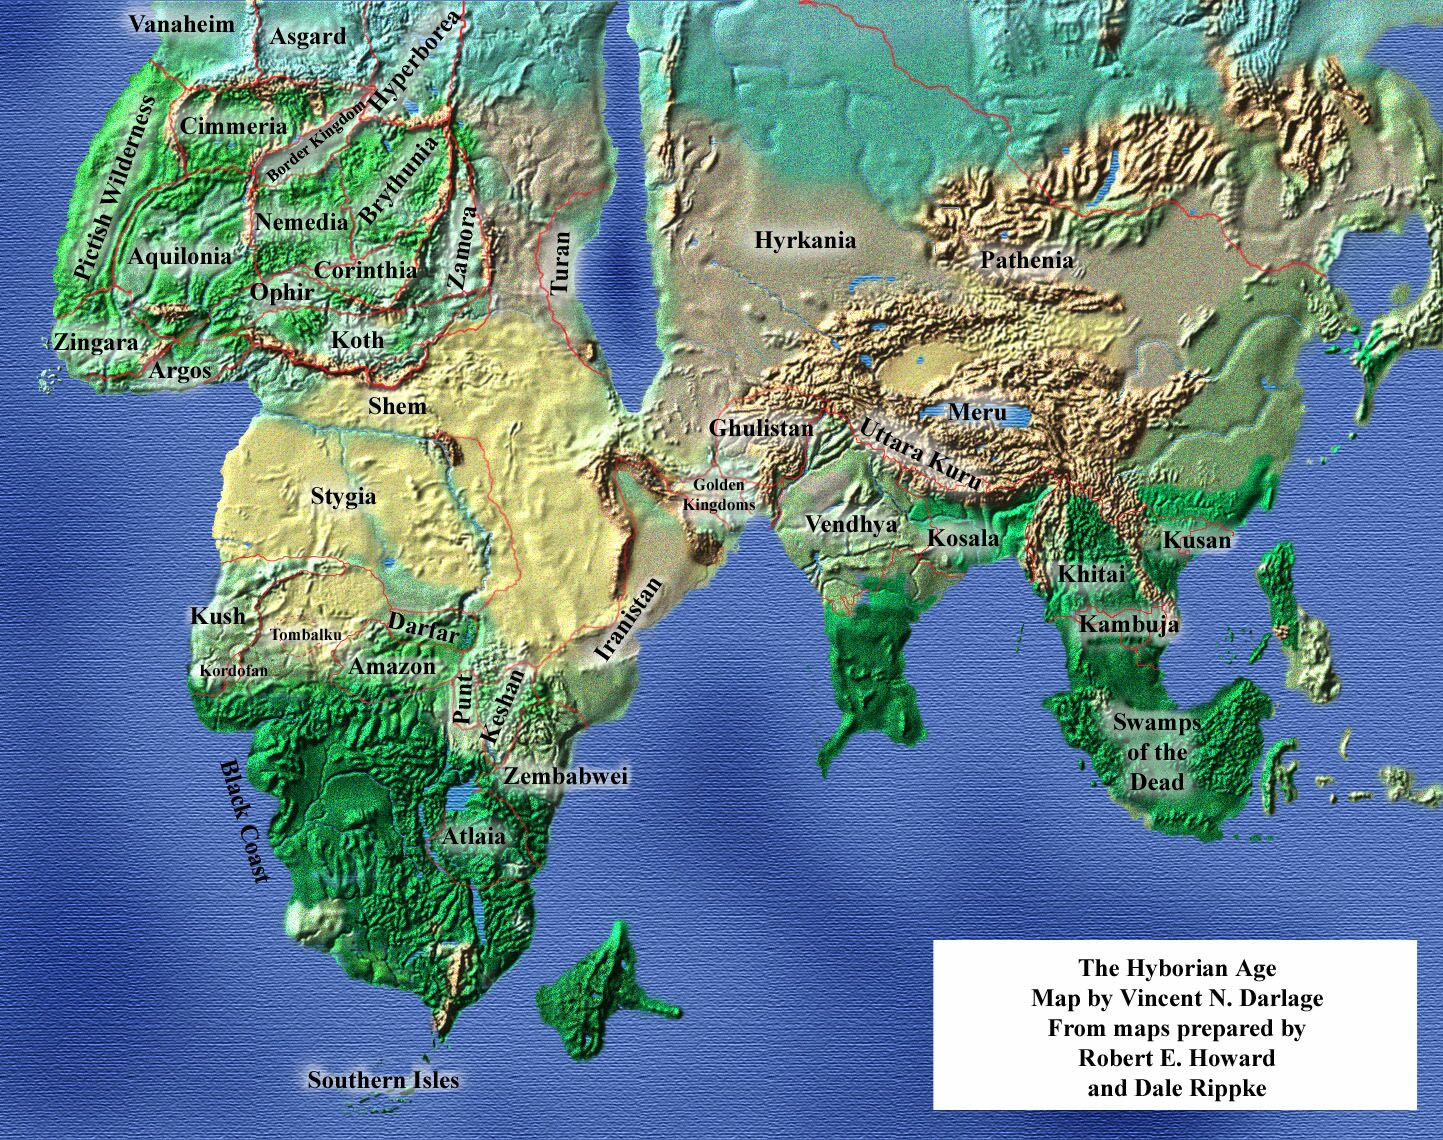 Vanaheim
Asgard
Hyperborea
Pictish Wilderness
Cimmeria
Border Kingdom
Brythunia
Nemedia
Zamora
Turan
Aquilonia
Corinthia
Ophir
Hyrkania
Pathenia
Zingara
Argos
Koth
Shem
Meru
Ghulistan
Uttara Kuru
Stygia
Golden
Kingdoms
Vendhya
Kosala
Kusan
Khitai
Kush
Tombalku
Darfar
Iranistan
Kambuja
Kordofan
Amazon
Punt
Keshan
Swamps
of the
Dead
Zembabwei
Black Coast
Atlaia
Southern Isles
The Hyborian Age
Map by Vincent N. Darlage
From maps prepared by
Robert E. Howard
and Dale Rippke